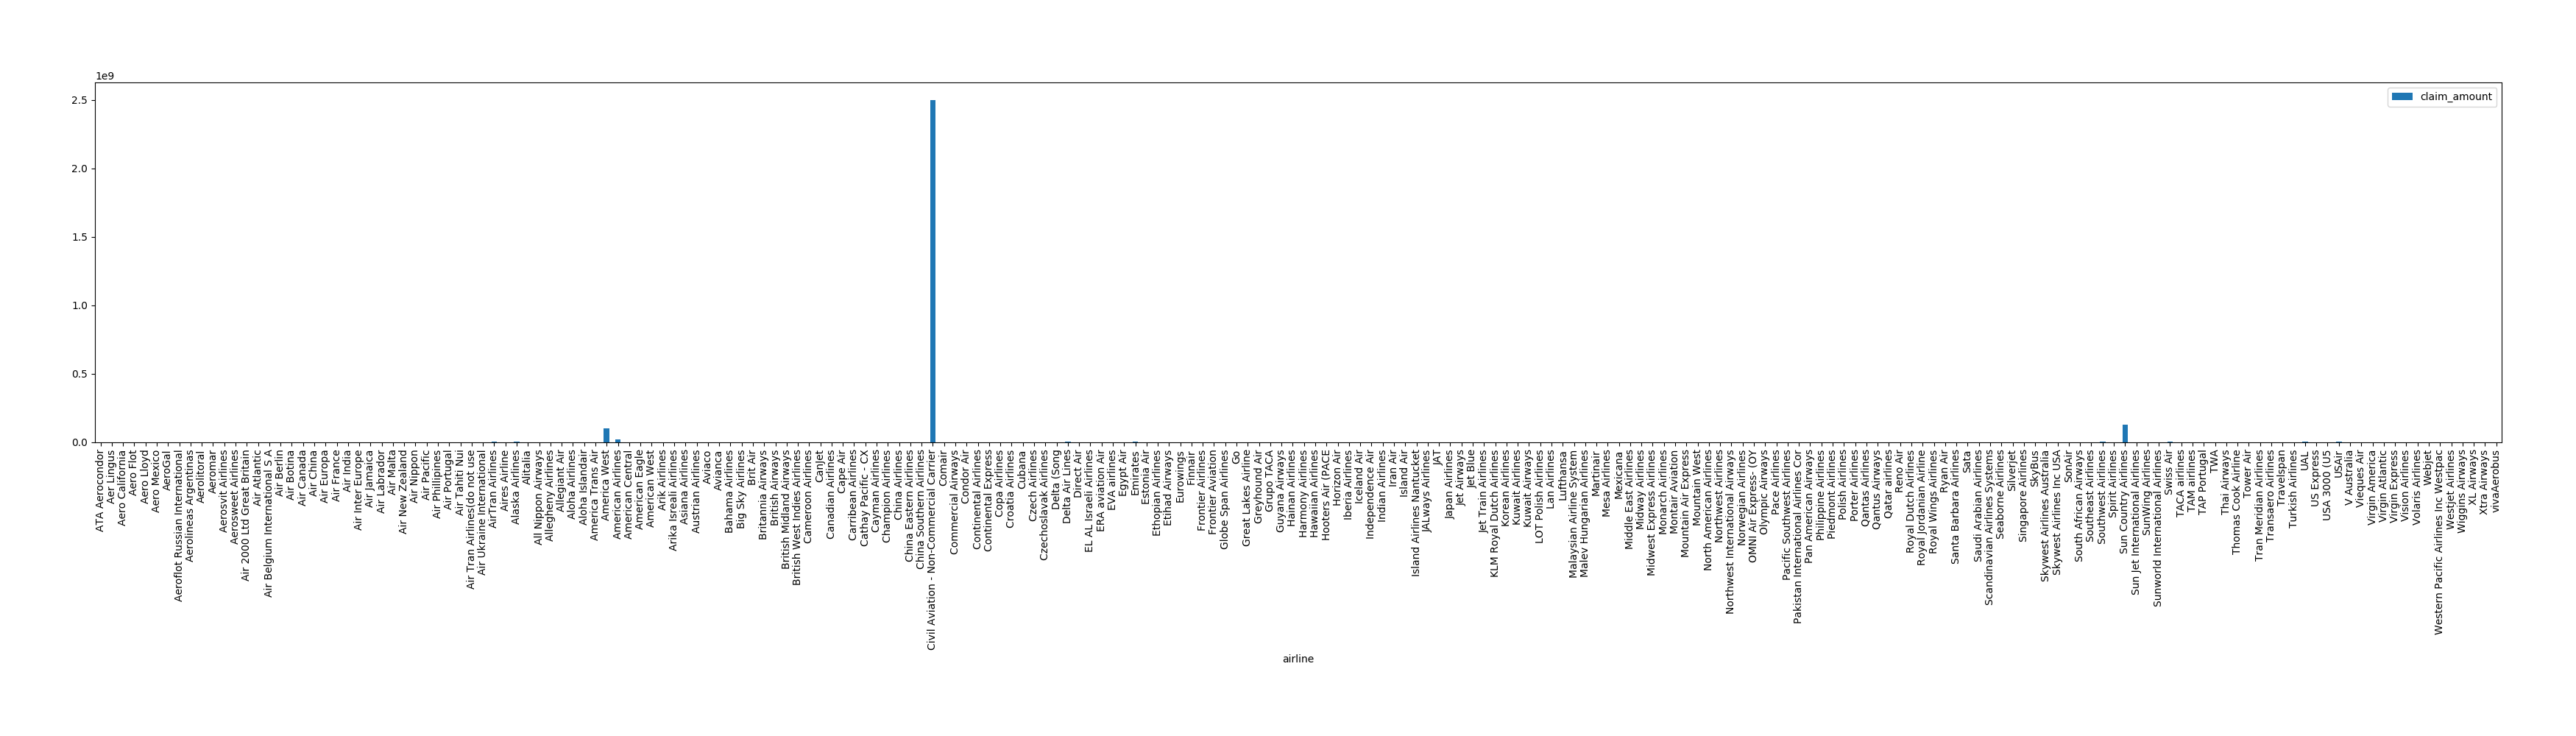 1e9
2.5
2.0
1.5
1.0
0.5
0.0
claim_amount
ATA Aerocondor
Aer Lingus
Aero California
Aero Flot
Aero Lloyd
Aero Mexico
AeroGal
Aeroflot Russian International
Aerolineas Argentinas
Aerolitoral
Aeromar
Aerosvit Airlines
Aerosweet Airlines
Air 2000 Ltd Great Britain
Air Atlantic
Air Belgium International S A
Air Berlin
Air Botina
Air Canada
Air China
Air Europa
Air France
Air India
Air Inter Europe
Air Jamaica
Air Labrador
Air Malta
Air New Zealand
Air Nippon
Air Pacific
Air Philippines
Air Portugal
Air Tahiti Nui
Air Tran Airlines(do not use
Air Ukraine International
AirTran Airlines
Aires Airline
Alaska Airlines
Alitalia
All Nippon Airways
Allegheny Airlines
Allegiant Air
Aloha Airlines
Aloha Islandair
America Trans Air
America West
American Airlines
American Central
American Eagle
American West
Arik Airlines
Arika Israeli Airlines
Asiana Airlines
Austrian Airlines
Aviaco
Avianca
Bahama Airlines
Big Sky Airlines
Brit Air
Britannia Airways
British Airways
British Midland Airways
British West Indies Airlines
Cameroon Airlines
CanJet
Canadian Airlines
Cape Air
Carribean Airlines
Cathay Pacific - CX
Cayman Airlines
Champion Airlines
China Airlines
China Eastern Airlines
China Southern Airlines
Civil Aviation - Non-Commercial Carrier
Comair
Commercial Airways
Condor Air
Continental Airlines
Continental Express
Copa Airlines
Croatia Airlines
Cubana
Czech Airlines
Czechoslavak Airlines
Delta (Song
Delta Air Lines
Direct Air
EL AL Israeli Airlines
ERA aviation Air
EVA airlines
Egypt Air
Emirates
Estonia Air
Ethopian Airlines
Etihad Airways
Eurowings
Finnair
Frontier Airlines
Frontier Aviation
Globe Span Airlines
Go
Great Lakes Airlines
Greyhound Air
Grupo TACA
Guyana Airways
Hainan Airlines
Harmony Airlines
Hawaiian Airlines
Hooters Air (PACE
Horizon Air
Iberia Airlines
Iceland Air
Independence Air
Indian Airlines
Iran Air
Island Air
Island Airlines Nantucket
JALways Airlines
JAT
Japan Airlines
Jet Airways
Jet Blue
Jet Train Airlines
KLM Royal Dutch Airlines
Korean Airlines
Kuwait Airlines
Kuwait Airways
LOT Polish Airlines
Lan Airlines
Lufthansa
Malaysian Airline System
Malev Hungarian Airlines
Martinair
Mesa Airlines
Mexicana
Middle East Airlines
Midway Airlines
Midwest Express Airlines
Monarch Airlines
Montair Aviation
Mountain Air Express
Mountain West
North American Airlines
Northwest Airlines
Northwest International Airways
Norwegian Airlines
OMNI Air Express- OY
Olympic Airways
Pace Airlines
Pacific Southwest Airlines
Pakistan International Airlines Cor
Pan American Airways
Philippine Airlines
Piedmont Airlines
Polish Airlines
Porter Airlines
Qantas Airlines
Qantus Airways
Qatar airlines
Reno Air
Royal Dutch Airlines
Royal Jordanian Airline
Royal Wings Airlines
Ryan Air
Santa Barbara Airlines
Sata
Saudi Arabian Airlines
Scandinavian Airlines Systems
Seaborne Airlines
Silverjet
Singapore Airlines
SkyBus
Skywest Airlines Australia
Skywest Airlines Inc USA
SonAir
South African Airways
Southeast Airlines
Southwest Airlines
Spirit Airlines
Sun Country Airlines
Sun Jet International Airlines
SunWing Airlines
Sunworld International Airlines
Swiss Air
TACA airlines
TAM airlines
TAP Portugal
TWA
Thai Airways
Thomas Cook Airline
Tower Air
Tran Meridian Airlines
Transaero Airlines
Travelspan
Turkish Airlines
UAL
US Express
USA 3000 (U5
USAir
V Australia
Vieques Air
Virgin America
Virgin Atlantic
Virgin Express
Vision Airlines
Volaris Airlines
Webjet
Western Pacific Airlines Inc Westpac
Westjet Airlines
Wiggins Airways
XL Airways
Xtra Airways
vivaAerobus
airline